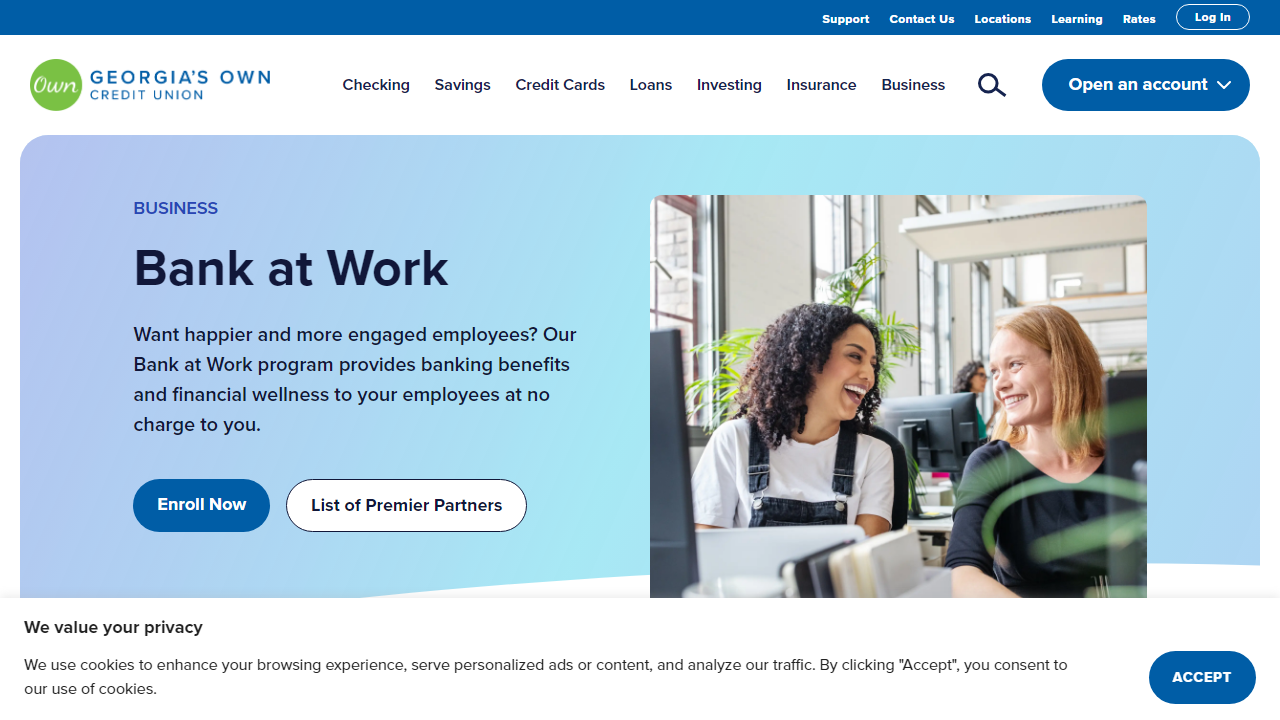 Support Contact Us Locations Learning Rates Log In
Own GEORGIA'S OWN
CREDIT UNION
Checking Savings Credit Cards Loans Investing Insurance Business Open an account
BUSINESS
Bank at Work
Want happier and more engaged employees? Our
Bank at Work program provides banking benefits
and financial wellness to your employees at no
charge to you.
Enroll Now List of Premier Partners
We value your privacy
We use cookies to enhance your browsing experience, serve personalized ads or content, and analyze our traffic. By clicking "Accept", you consent to
our use of cookies.
ACCEPT